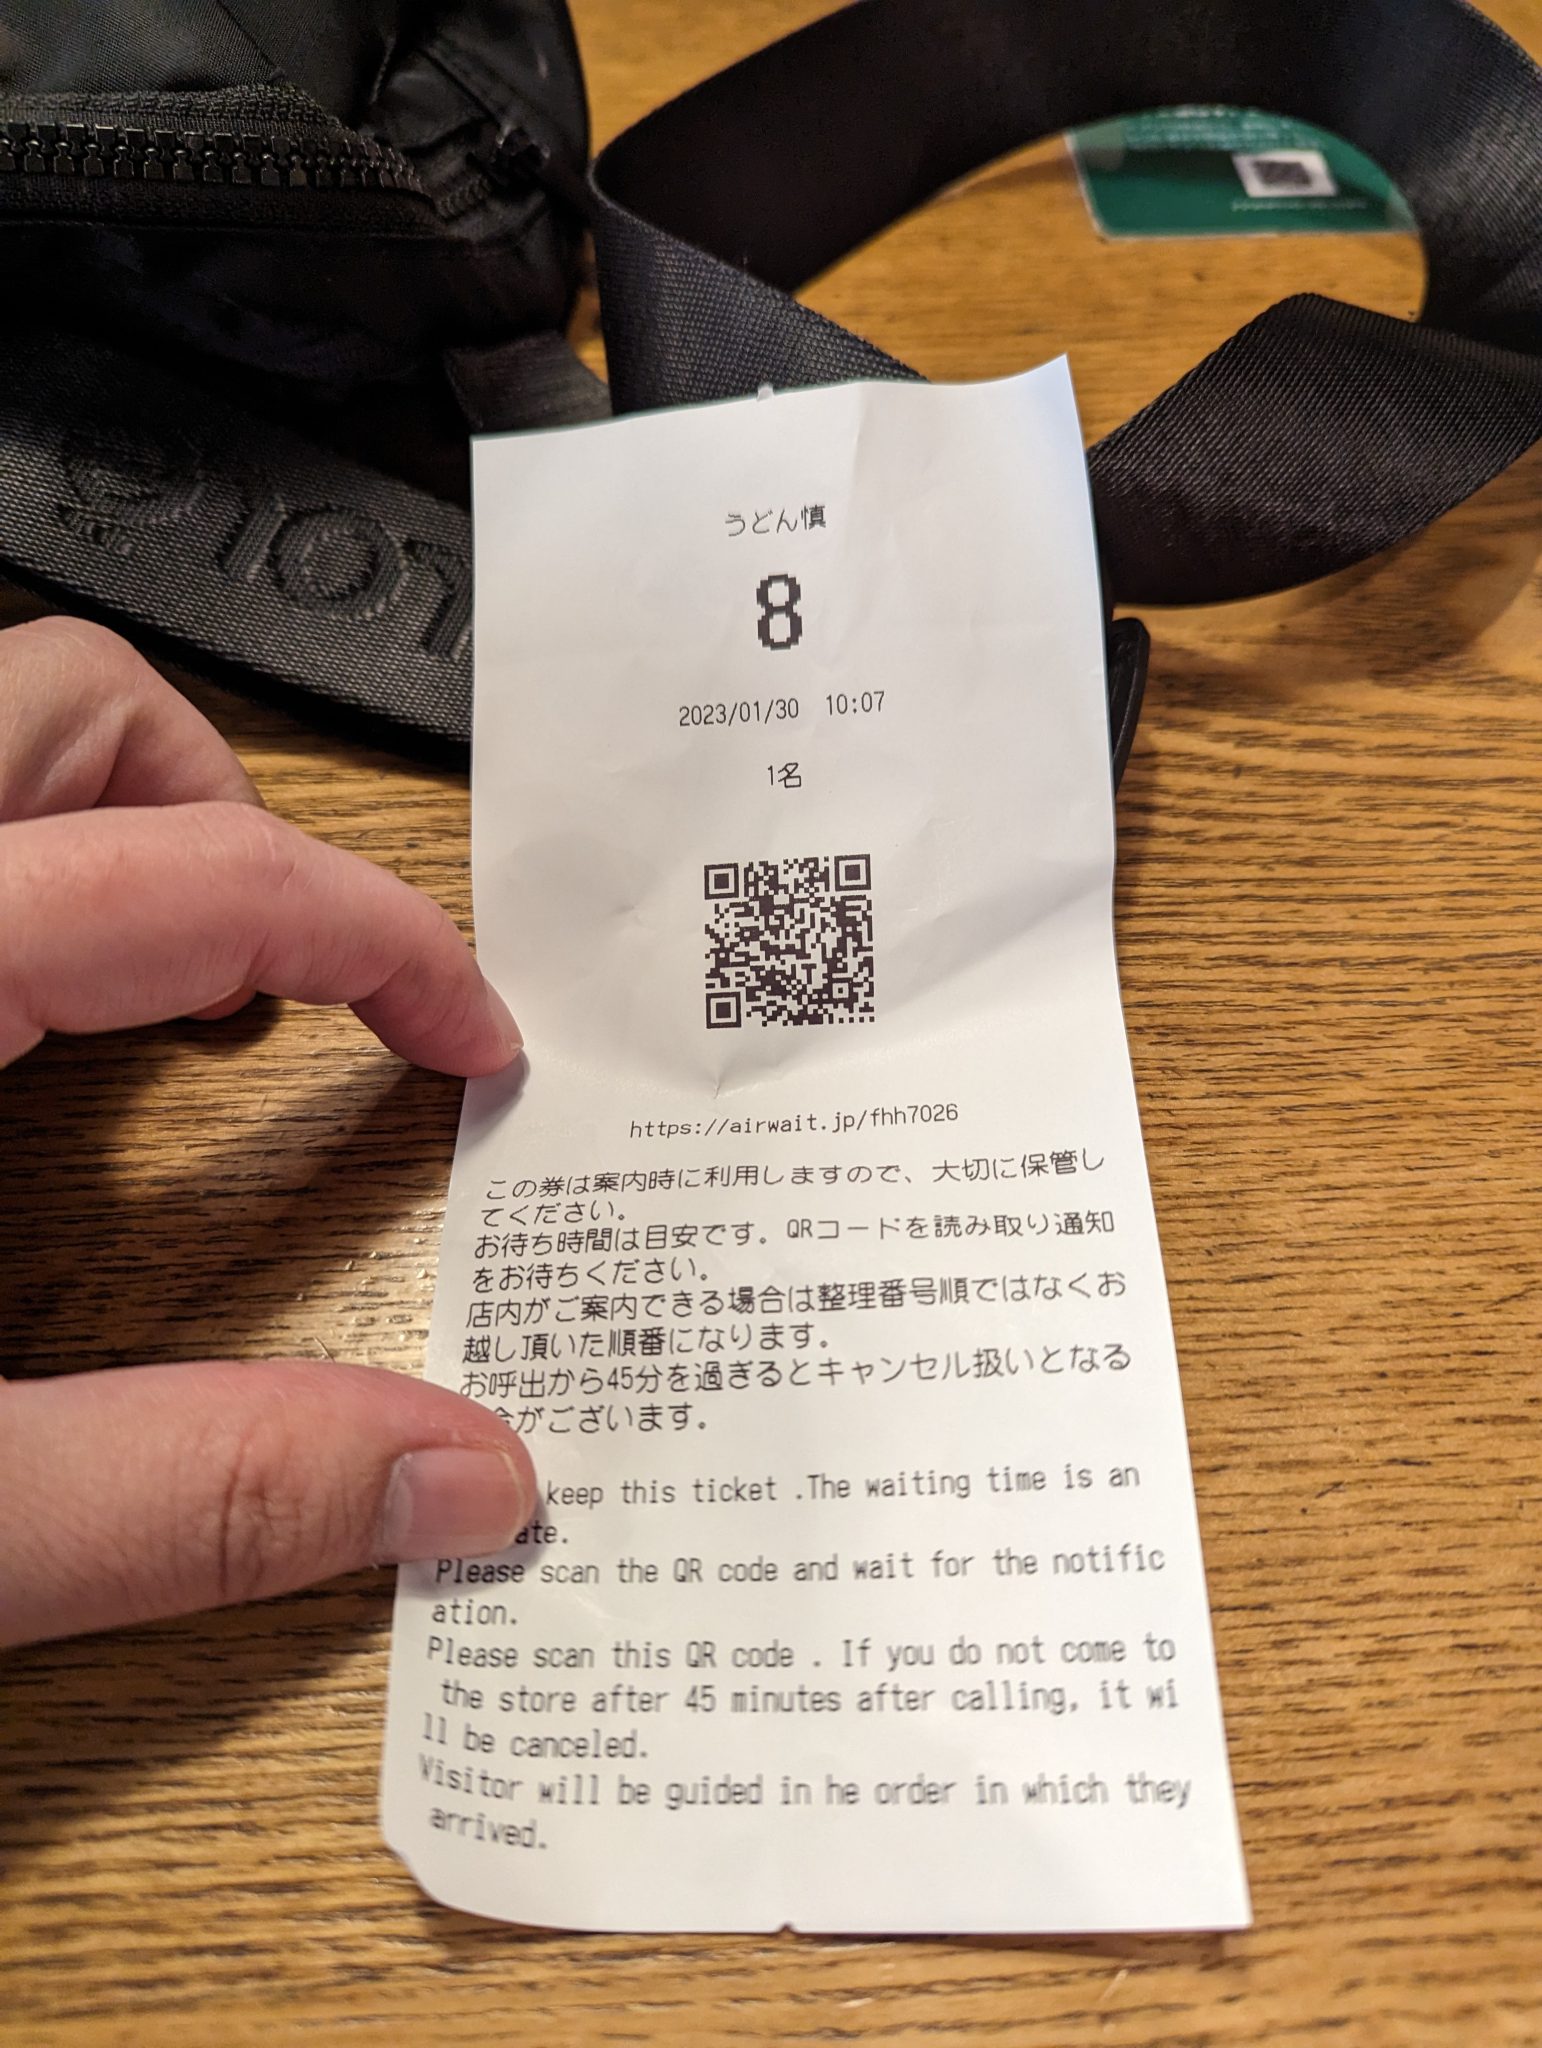 うどん慎
8
2023/01/30 10:07
1名
https://airwait.jp/fhh7026
この券は案内時に利用しますので、大切に保管し
てください。
お待ち時間は目安です。QRコードを読み取り通知
をお待ちください。
店内がご案内できる場合は整理番号順ではなくお
越し頂いた順番になります。
お呼出から45分を過ぎるとキャンセル扱いとなる
がございます。
keep this ticket .The waiting time is an
ate.
Please scan the QR code and wait for the notific
ation.
Please scan this QR code . If you do not come to
the store after 45 minutes after calling, it wi
ll be canceled.
Visitor will be guided in he order in which they
arrived.